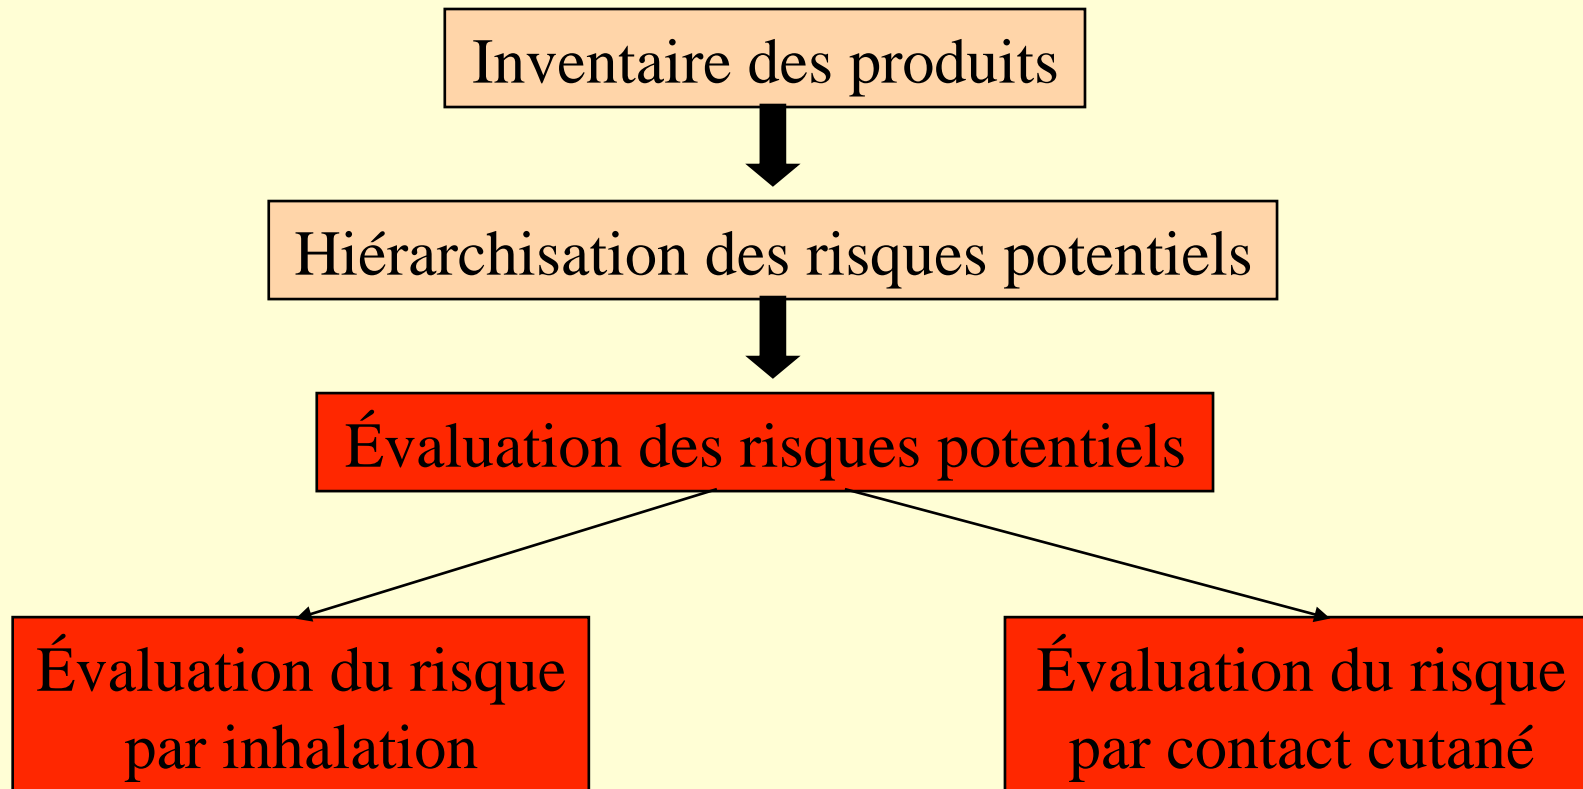 Inventaire des produits
Hiérarchisation des risques potentiels
Évaluation des risques potentiels
Évaluation du risque
par inhalation
Évaluation du risque
par contact cutané